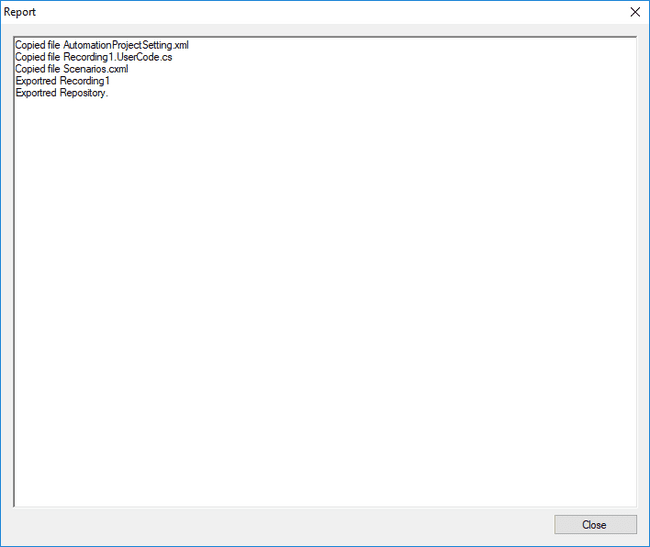 Report
Copied file AutomationProjectSetting.xml
Copied file Recording1.UserCode.cs
Copied file Scenarios.cxml
Exportred Recording1
Exportred Repository.
Close